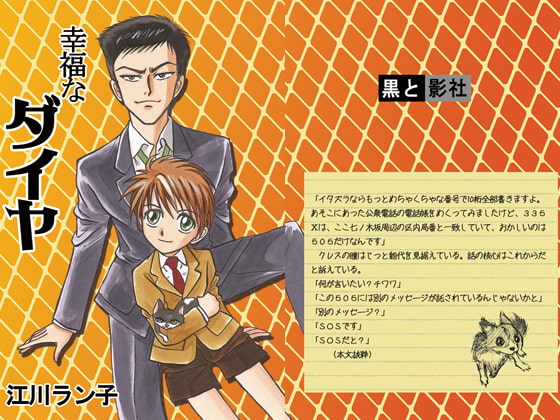 幸福な
ダイヤ
江川ラン子
黒と影社
「イタズラならもっとめちゃくちゃな番号で10桁全部書きますよ。
あそこにあった公衆電話の電話帳をめくってみましたけど、335
Xは、ここ七ノ木坂周辺の区内局番と一致していて、おかしいのは
505だけなんです」
クレスの瞳はじっと能代を見据えている。話の核心はこれからだ
と訴えている。
「何が言いたい？チワワ」
「この505には別のメッセージが託されているんじゃないかと」
「別のメッセージ？」
「SOSです」
「SOSだと？」
（本文抜粋）